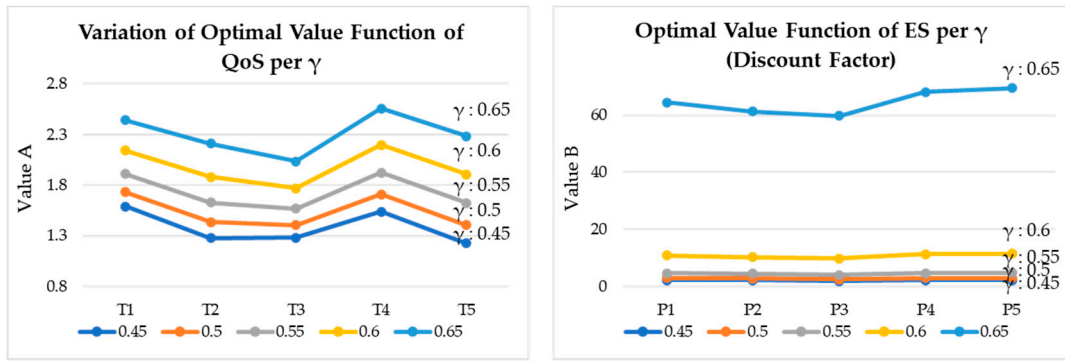 Variation of Optimal Value Function of
QoS per γ
2.8
2.3
1.8
1.3
0.8
Value A
γ : 0.65
γ : 0.6
γ : 0.55
γ : 0.5
γ : 0.45
T1 T2 T3 T4 T5
0.45 0.5 0.55 0.6 0.65
Optimal Value Function of ES per γ
(Discount Factor)
60
40
20
0
Value B
γ : 0.65
γ : 0.6
γ : 0.55
γ : 0.5
γ : 0.45
P1 P2 P3 P4 P5
0.45 0.5 0.55 0.6 0.65